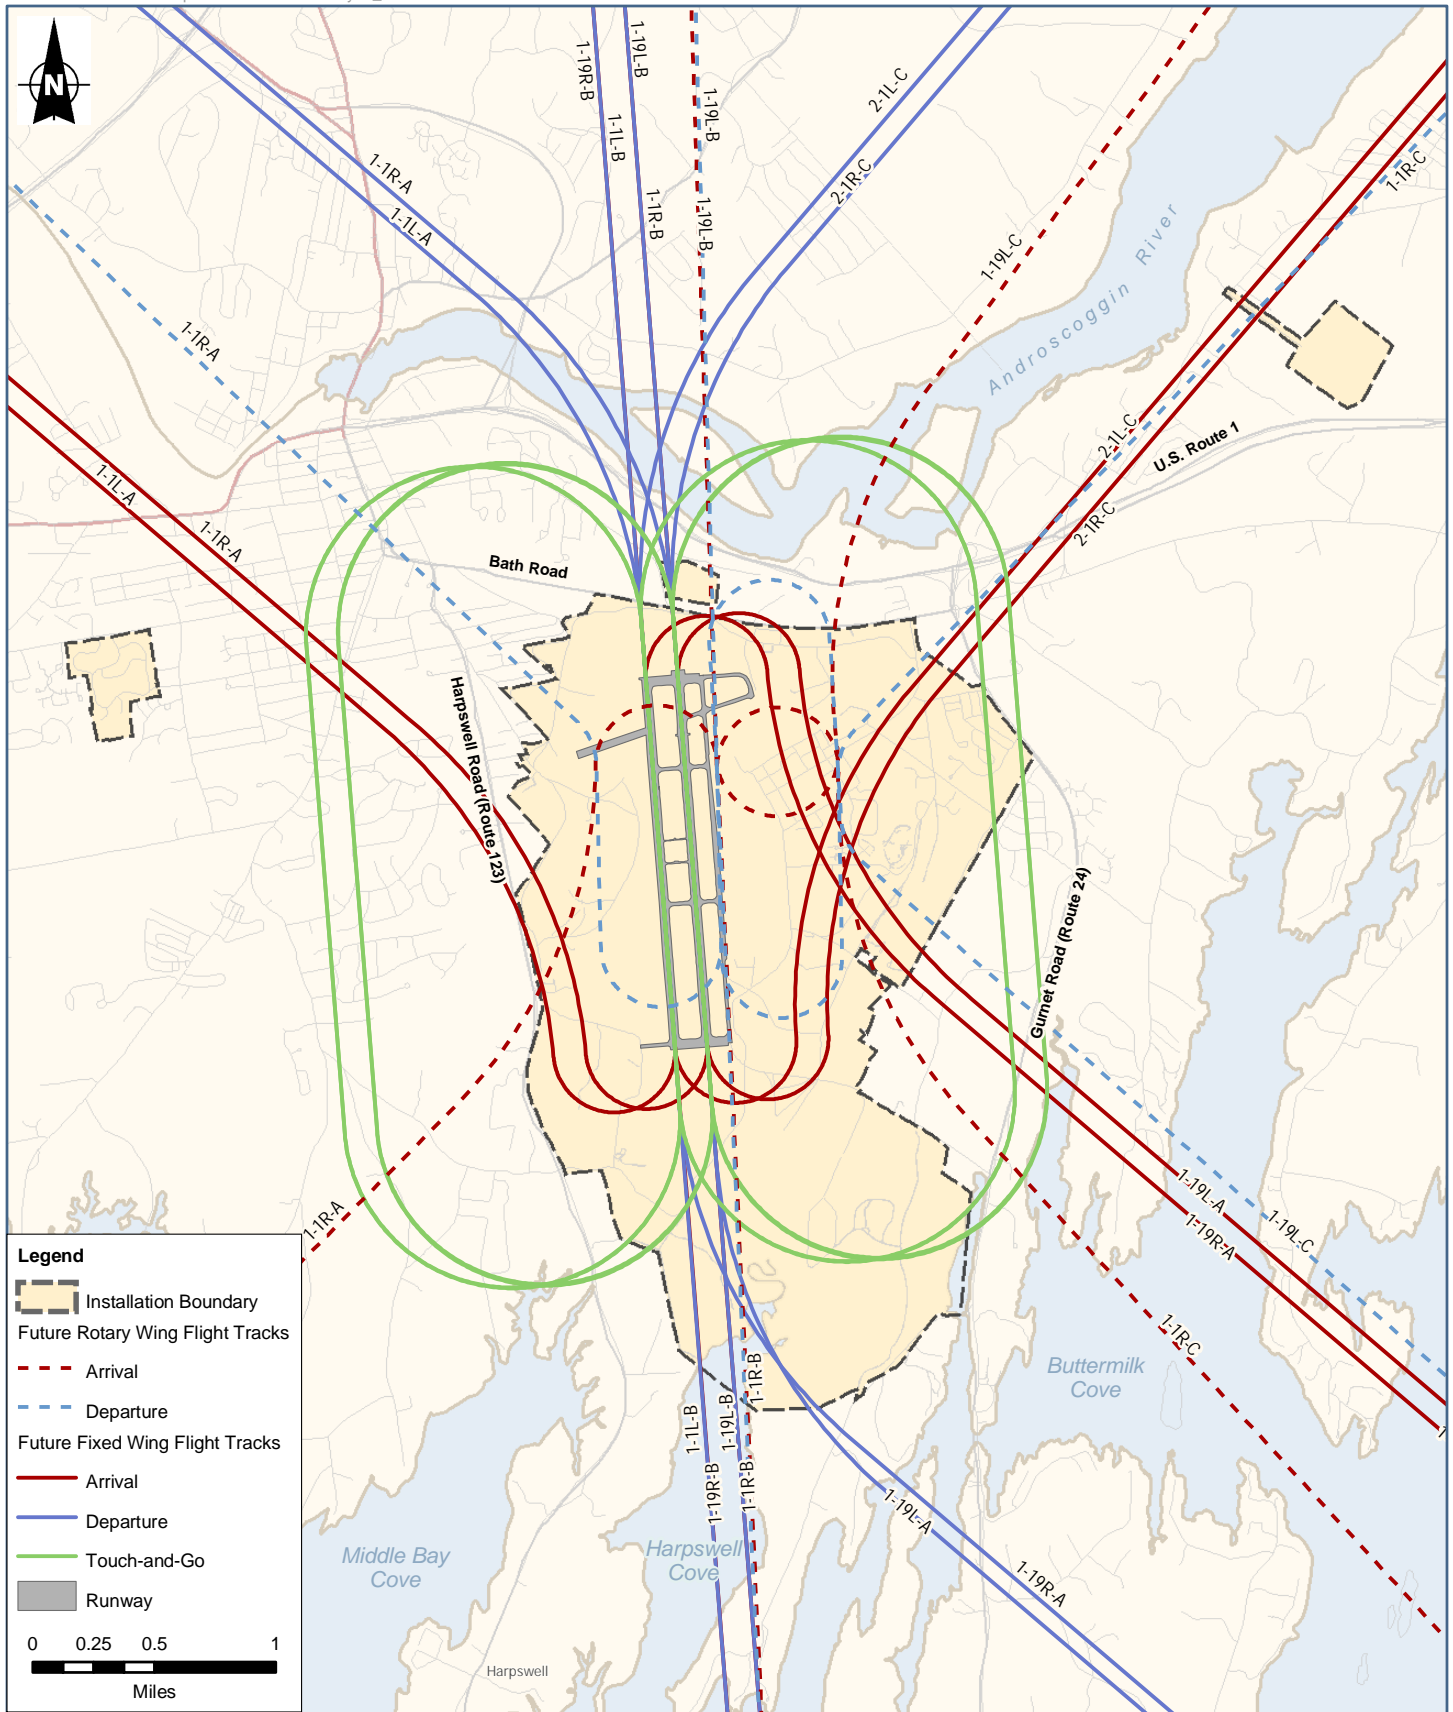 N
1-19R-B
1-19L-B
1-1L-B
1-1R-B
1-19L-B
1-19L-B
2-1L-C
2-1R-C
1-19L-C
1-1R-C
1-1R-A
1-1L-A
1-1R-A
Androscoggin River
2-1L-C
U.S. Route 1
2-1R-C
1-1L-A
1-1R-A
Bath Road
Harpswell Road (Route 123)
Gurnet Road (Route 24)
1-19L-A
1-19R-A
1-19L-C
1-1R-A
1-1R-C
1-1R-B
Buttermilk
Cove
1-1L-B
1-19L-B
1-19R-B
1-1R-B
1-19L-A
1-19R-A
Middle Bay
Cove
Harpswell
Cove
Harpswell
Legend
Installation Boundary
Future Rotary Wing Flight Tracks
Arrival
Departure
Future Fixed Wing Flight Tracks
Arrival
Departure
Touch-and-Go
Runway
0 0.25 0.5 1
Miles